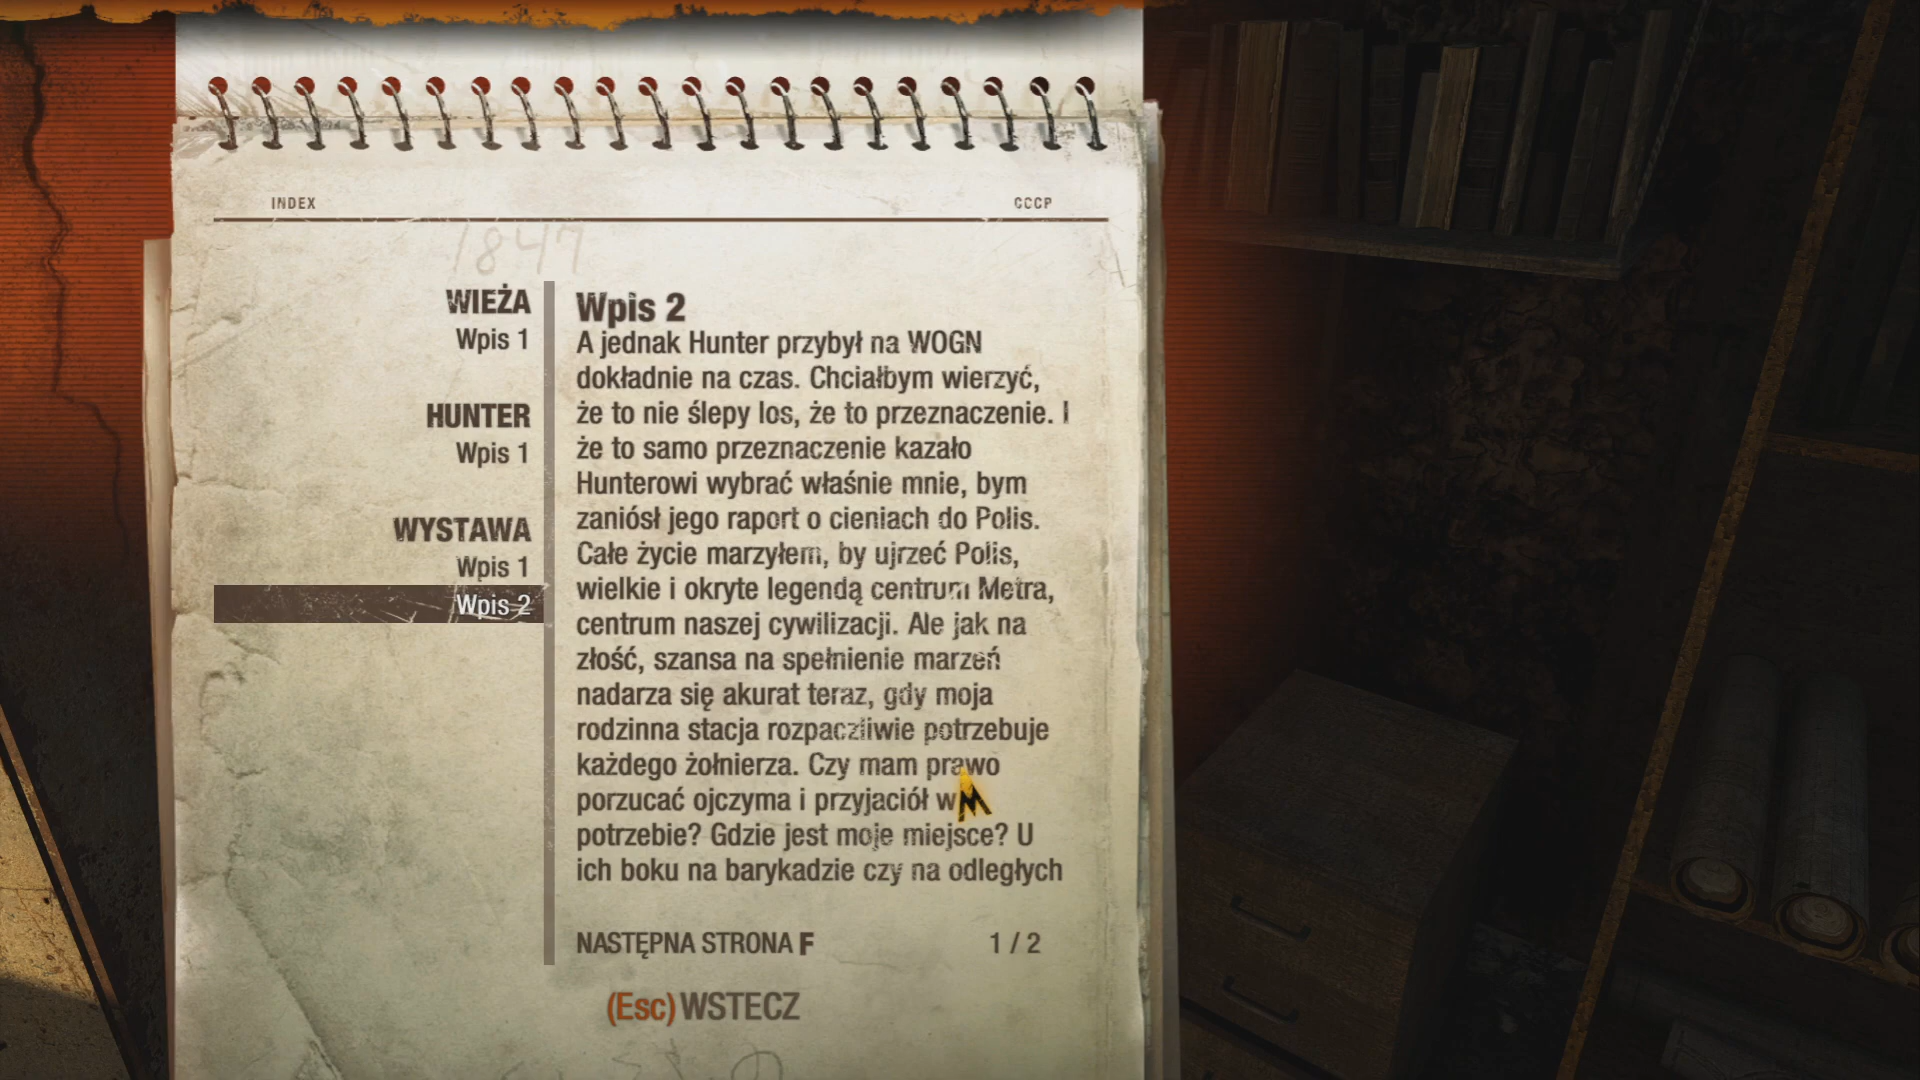 INDEX
CCCP
1847
WIEŻA
Wpis 1
HUNTER
Wpis 1
WYSTAWA
Wpis 1
Wpis 2
Wpis 2
A jednak Hunter przybył na WOGN
dokładnie na czas. Chciałbym wierzyć,
że to nie ślepy los, że to przeznaczenie. I
że to samo przeznaczenie kazało
Hunterowi wybrać właśnie mnie, bym
zaniósł jego raport o cieniach do Polis.
Całe życie marzyłem, by ujrzeć Polis,
wielkie i okryte legendą centrum Metra,
centrum naszej cywilizacji. Ale jak na
złość, szansa na spełnienie marzeń
nadarza się akurat teraz, gdy moja
rodzinna stacja rozpaczliwie potrzebuje
każdego żołnierza. Czy mam prawo
porzucać ojczyma i przyjaciół w
potrzebie? Gdzie jest moje miejsce? U
ich boku na barykadzie czy na odległych
NASTĘPNA STRONA F
1 / 2
(Esc) WSTECZ